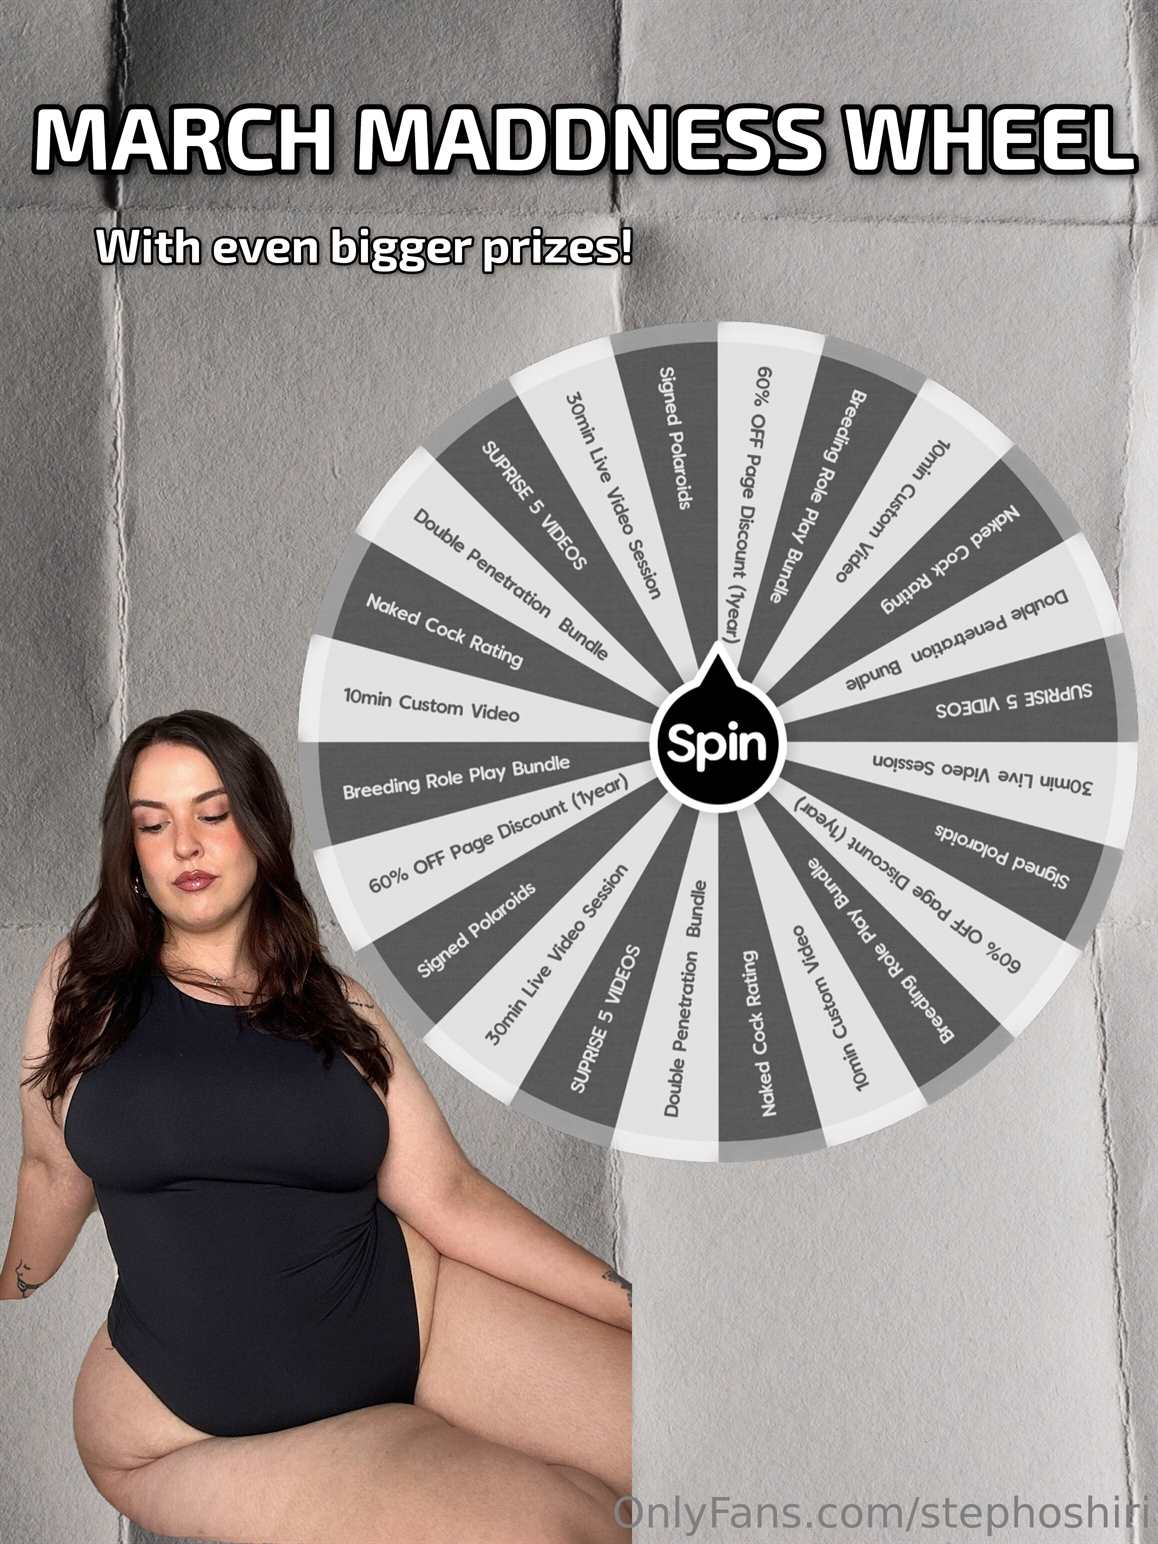 MARCH MADDNESS WHEEL
With even bigger prizes!
60% OFF Page Discount (1year)
Breeding Role Play Bundle
10min Custom Video
Naked Cock Rating
Double Penetration Bundle
SUPRISE 5 VIDEOS
30min Live Video Session
Signed Polaroids
60% OFF Page Discount (1year)
Breeding Role Play Bundle
10min Custom Video
Naked Cock Rating
Double Penetration Bundle
SUPRISE 5 VIDEOS
30min Live Video Session
Signed Polaroids
60% OFF Page Discount (1year)
Breeding Role Play Bundle
10min Custom Video
Naked Cock Rating
Double Penetration Bundle
SUPRISE 5 VIDEOS
30min Live Video Session
Signed Polaroids
Spin
OnlyFans.com/stephoshiri